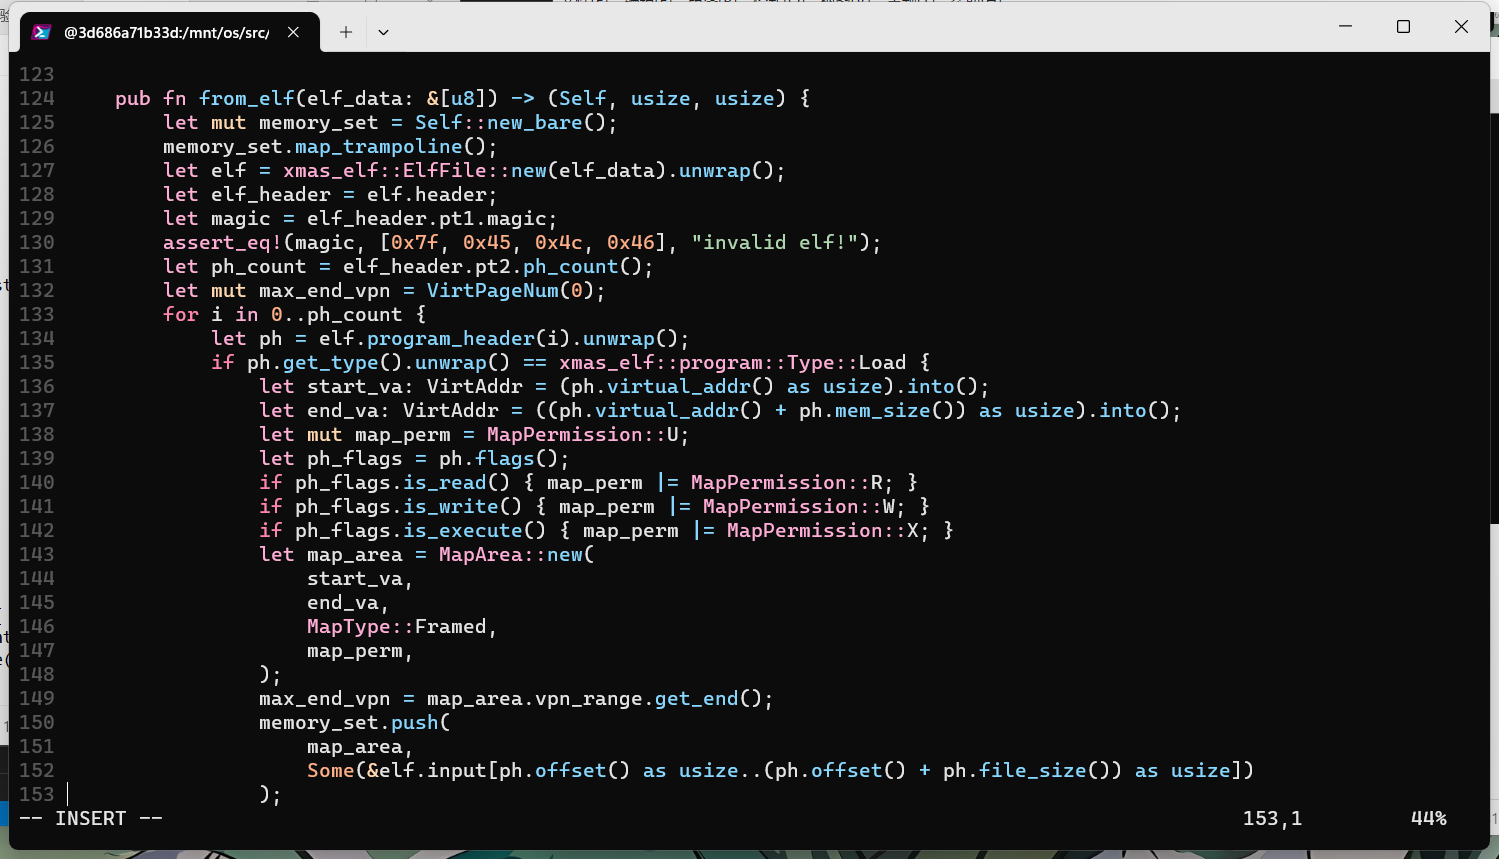 @3d686a71b33d:/mnt/os/src/
123
124     pub fn from_elf(elf_data: &[u8]) -> (Self, usize, usize) {
125         let mut memory_set = Self::new_bare();
126         memory_set.map_trampoline();
127         let elf = xmas_elf::ElfFile::new(elf_data).unwrap();
128         let elf_header = elf.header;
129         let magic = elf_header.pt1.magic;
130         assert_eq!(magic, [0x7f, 0x45, 0x4c, 0x46], "invalid elf!");
131         let ph_count = elf_header.pt2.ph_count();
132         let mut max_end_vpn = VirtPageNum(0);
133         for i in 0..ph_count {
134             let ph = elf.program_header(i).unwrap();
135             if ph.get_type().unwrap() == xmas_elf::program::Type::Load {
136                 let start_va: VirtAddr = (ph.virtual_addr() as usize).into();
137                 let end_va: VirtAddr = ((ph.virtual_addr() + ph.mem_size()) as usize).into();
138                 let mut map_perm = MapPermission::U;
139                 let ph_flags = ph.flags();
140                 if ph_flags.is_read() { map_perm |= MapPermission::R; }
141                 if ph_flags.is_write() { map_perm |= MapPermission::W; }
142                 if ph_flags.is_execute() { map_perm |= MapPermission::X; }
143                 let map_area = MapArea::new(
144                     start_va,
145                     end_va,
146                     MapType::Framed,
147                     map_perm,
148                 );
149                 max_end_vpn = map_area.vpn_range.get_end();
150                 memory_set.push(
151                     map_area,
152                     Some(&elf.input[ph.offset() as usize..(ph.offset() + ph.file_size()) as usize])
153                 );
-- INSERT -- 153,1 44%